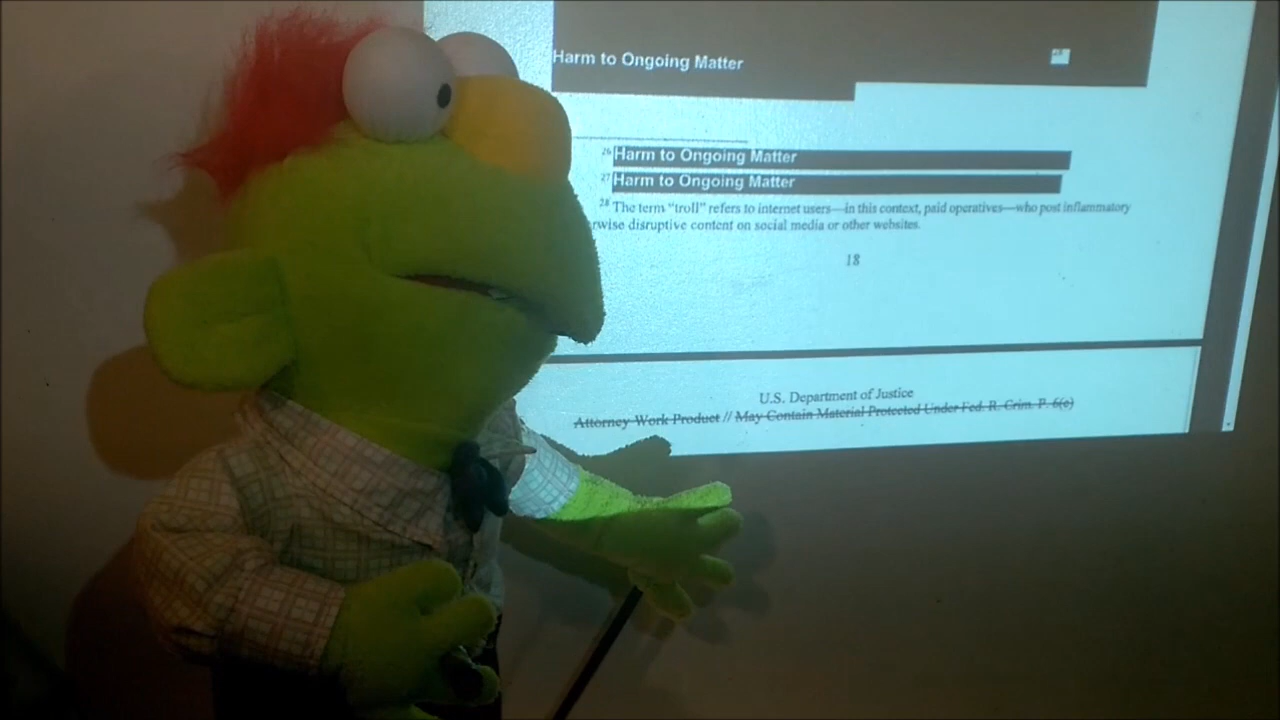 Harm to Ongoing Matter
26 Harm to Ongoing Matter
27 Harm to Ongoing Matter
28 The term “troll” refers to internet users—in this context, paid operatives—who post inflammatory
rwise disruptive content on social media or other websites.
18
U.S. Department of Justice
Attorney Work Product // May Contain Material Protected Under Fed. R. Crim. P. 6(e)